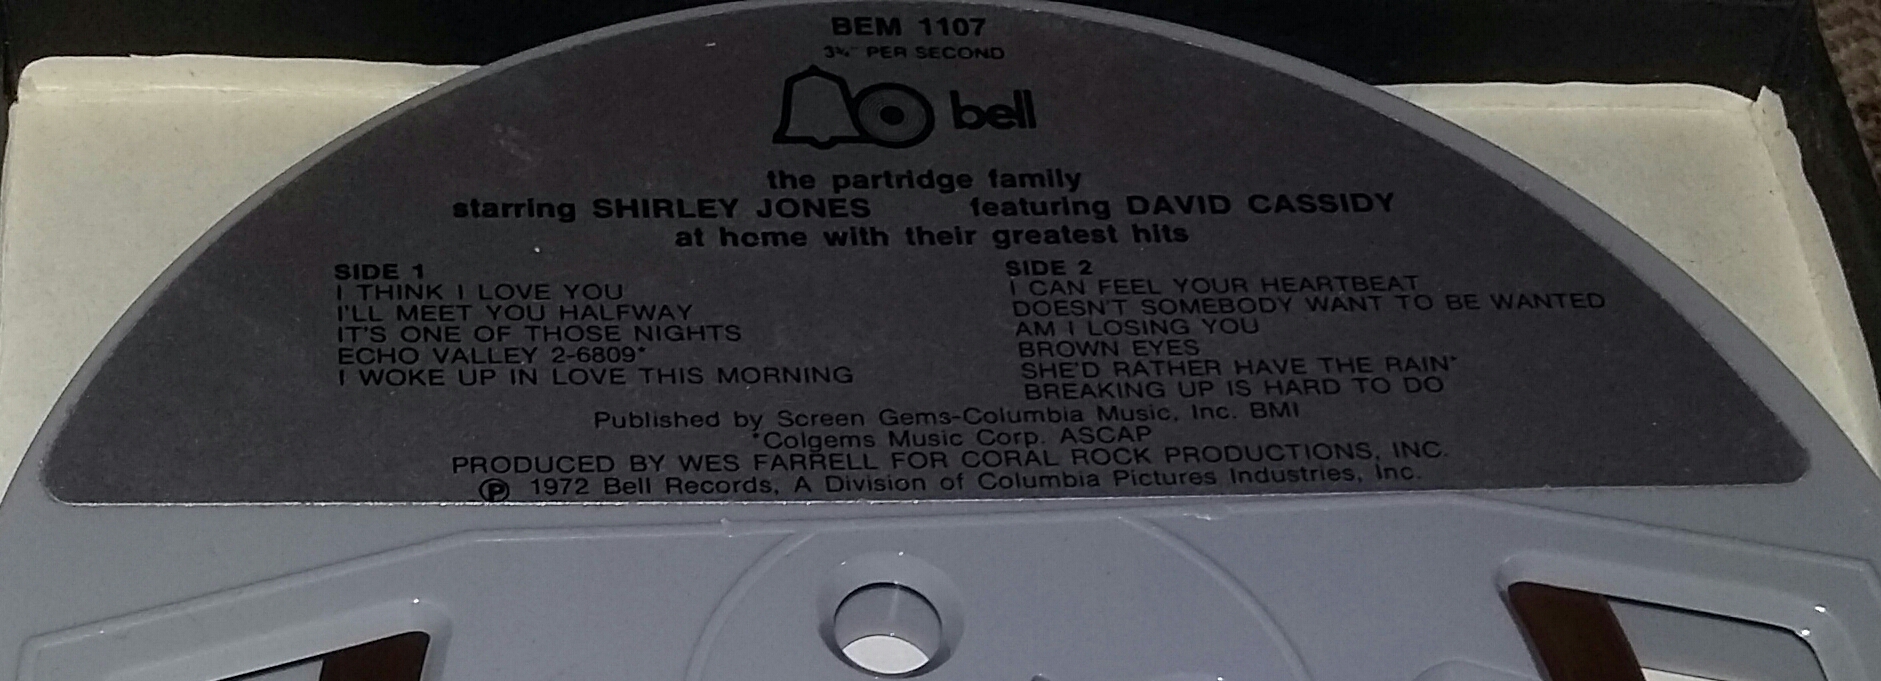 BEM 1107
3¾" PER SECOND
bell
the partridge family
starring SHIRLEY JONES featuring DAVID CASSIDY
at home with their greatest hits
SIDE 1
I THINK I LOVE YOU
I'LL MEET YOU HALFWAY
IT'S ONE OF THOSE NIGHTS
ECHO VALLEY 2-6809*
I WOKE UP IN LOVE THIS MORNING
SIDE 2
I CAN FEEL YOUR HEARTBEAT
DOESN'T SOMEBODY WANT TO BE WANTED
AM I LOSING YOU
BROWN EYES
SHE'D RATHER HAVE THE RAIN*
BREAKING UP IS HARD TO DO
Published by Screen Gems-Columbia Music, Inc. BMI
*Colgems Music Corp. ASCAP
PRODUCED BY WES FARRELL FOR CORAL ROCK PRODUCTIONS, INC.
℗ 1972 Bell Records, A Division of Columbia Pictures Industries, Inc.